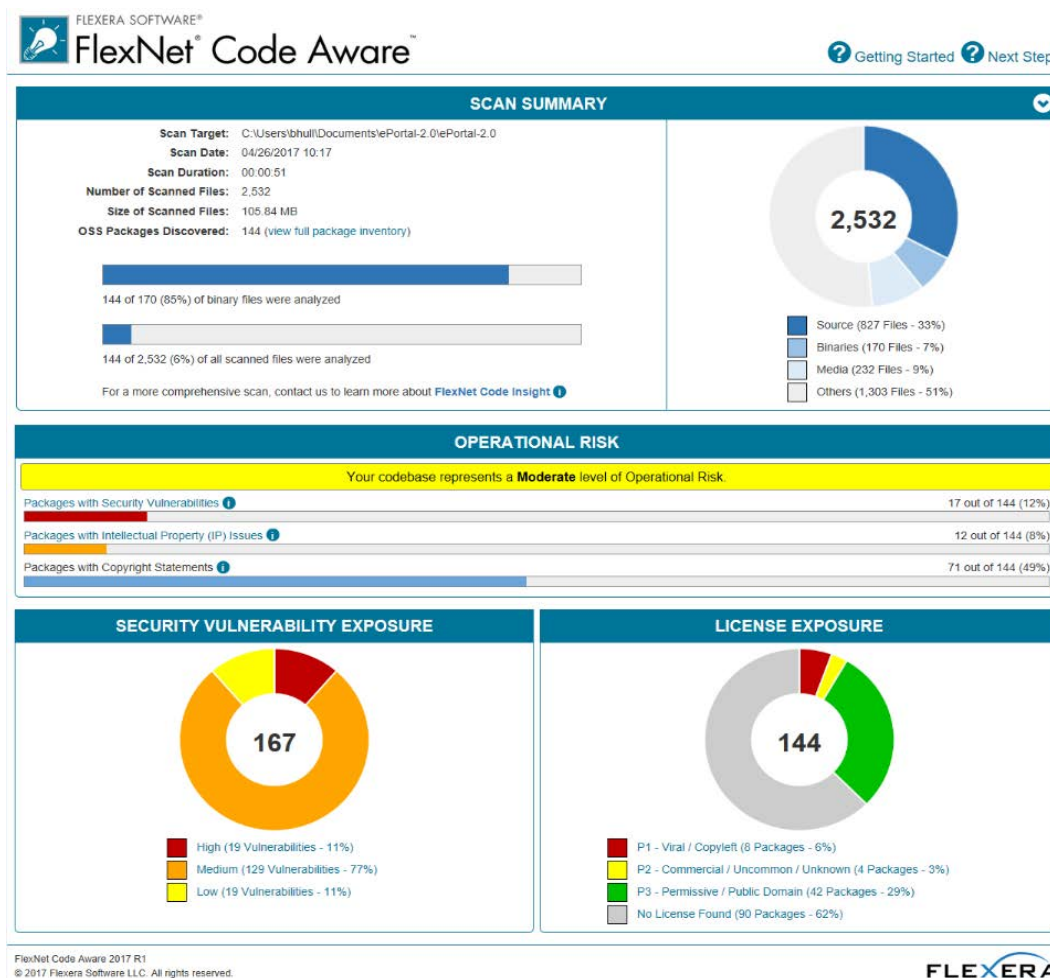 FLEXERA SOFTWARE®
FlexNet® Code Aware™
Getting Started Next Step
SCAN SUMMARY
Scan Target: C:\Users\bhull\Documents\ePortal-2.0\ePortal-2.0
Scan Date: 04/26/2017 10:17
Scan Duration: 00:00:51
Number of Scanned Files: 2,532
Size of Scanned Files: 105.84 MB
OSS Packages Discovered: 144 (view full package inventory)
144 of 170 (85%) of binary files were analyzed
144 of 2,532 (6%) of all scanned files were analyzed
For a more comprehensive scan, contact us to learn more about FlexNet Code Insight
2,532
Source (827 Files - 33%)
Binaries (170 Files - 7%)
Media (232 Files - 9%)
Others (1,303 Files - 51%)
OPERATIONAL RISK
Your codebase represents a Moderate level of Operational Risk.
Packages with Security Vulnerabilities 17 out of 144 (12%)
Packages with Intellectual Property (IP) Issues 12 out of 144 (8%)
Packages with Copyright Statements 71 out of 144 (49%)
SECURITY VULNERABILITY EXPOSURE
167
High (19 Vulnerabilities - 11%)
Medium (129 Vulnerabilities - 77%)
Low (19 Vulnerabilities - 11%)
LICENSE EXPOSURE
144
P1 - Viral / Copyleft (8 Packages - 6%)
P2 - Commercial / Uncommon / Unknown (4 Packages - 3%)
P3 - Permissive / Public Domain (42 Packages - 29%)
No License Found (90 Packages - 62%)
FlexNet Code Aware 2017 R1
© 2017 Flexera Software LLC. All rights reserved.
FLEXERA